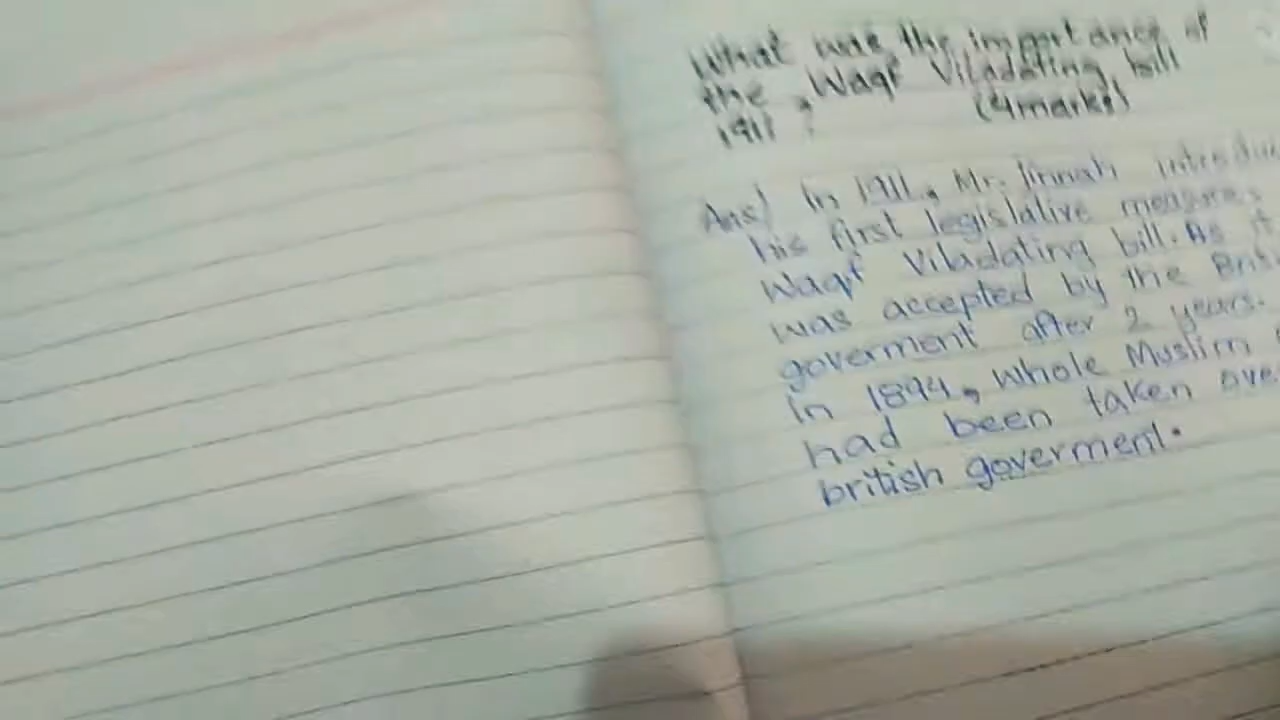 What was the importance of
the Waqf Viladating bill
1911 ? (4marks)
Ans) In 1911, Mr. Jinnah
his first legislative measure,
Waqf Viladating bill. As it
was accepted by the
goverment after 2 years.
In 1894, whole Muslim
had been taken
british goverment.